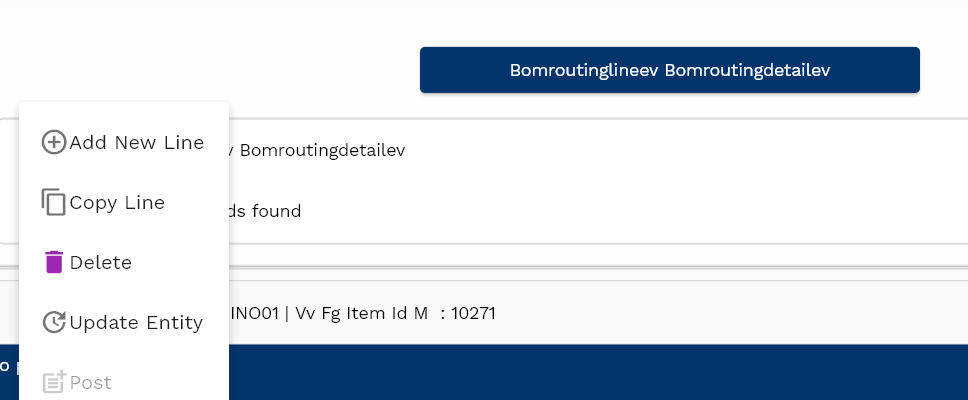 Bomroutinglineev Bomroutingdetailev
Add New Line
Bomroutingdetailev
Copy Line
found
Delete
INO01 | Vv Fg Item Id M : 10271
Update Entity
Post